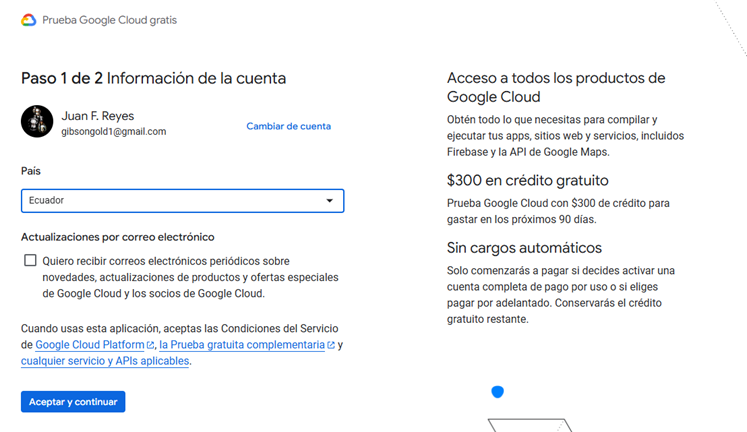 Prueba Google Cloud gratis
Paso 1 de 2 Información de la cuenta
Juan F. Reyes
gibsongold1@gmail.com
Cambiar de cuenta
País
Ecuador
Actualizaciones por correo electrónico
Quiero recibir correos electrónicos periódicos sobre
novedades, actualizaciones de productos y ofertas especiales
de Google Cloud y los socios de Google Cloud.
Cuando usas esta aplicación, aceptas las Condiciones del Servicio
de Google Cloud Platform, la Prueba gratuita complementaria y
cualquier servicio y APIs aplicables.
Aceptar y continuar
Acceso a todos los productos de
Google Cloud
Obtén todo lo que necesitas para compilar y
ejecutar tus apps, sitios web y servicios, incluidos
Firebase y la API de Google Maps.
$300 en crédito gratuito
Prueba Google Cloud con $300 de crédito para
gastar en los próximos 90 días.
Sin cargos automáticos
Solo comenzarás a pagar si decides activar una
cuenta completa de pago por uso o si eliges
pagar por adelantado. Conservarás el crédito
gratuito restante.